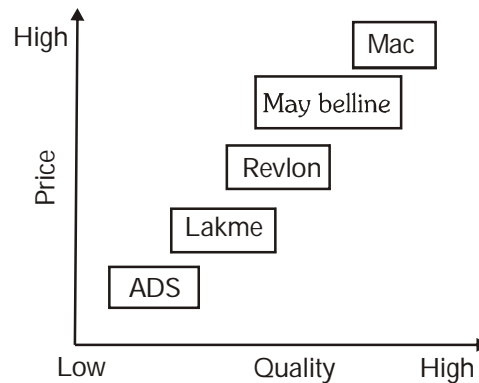 High
Mac
May belline
Price
Revlon
Lakme
ADS
Low Quality High